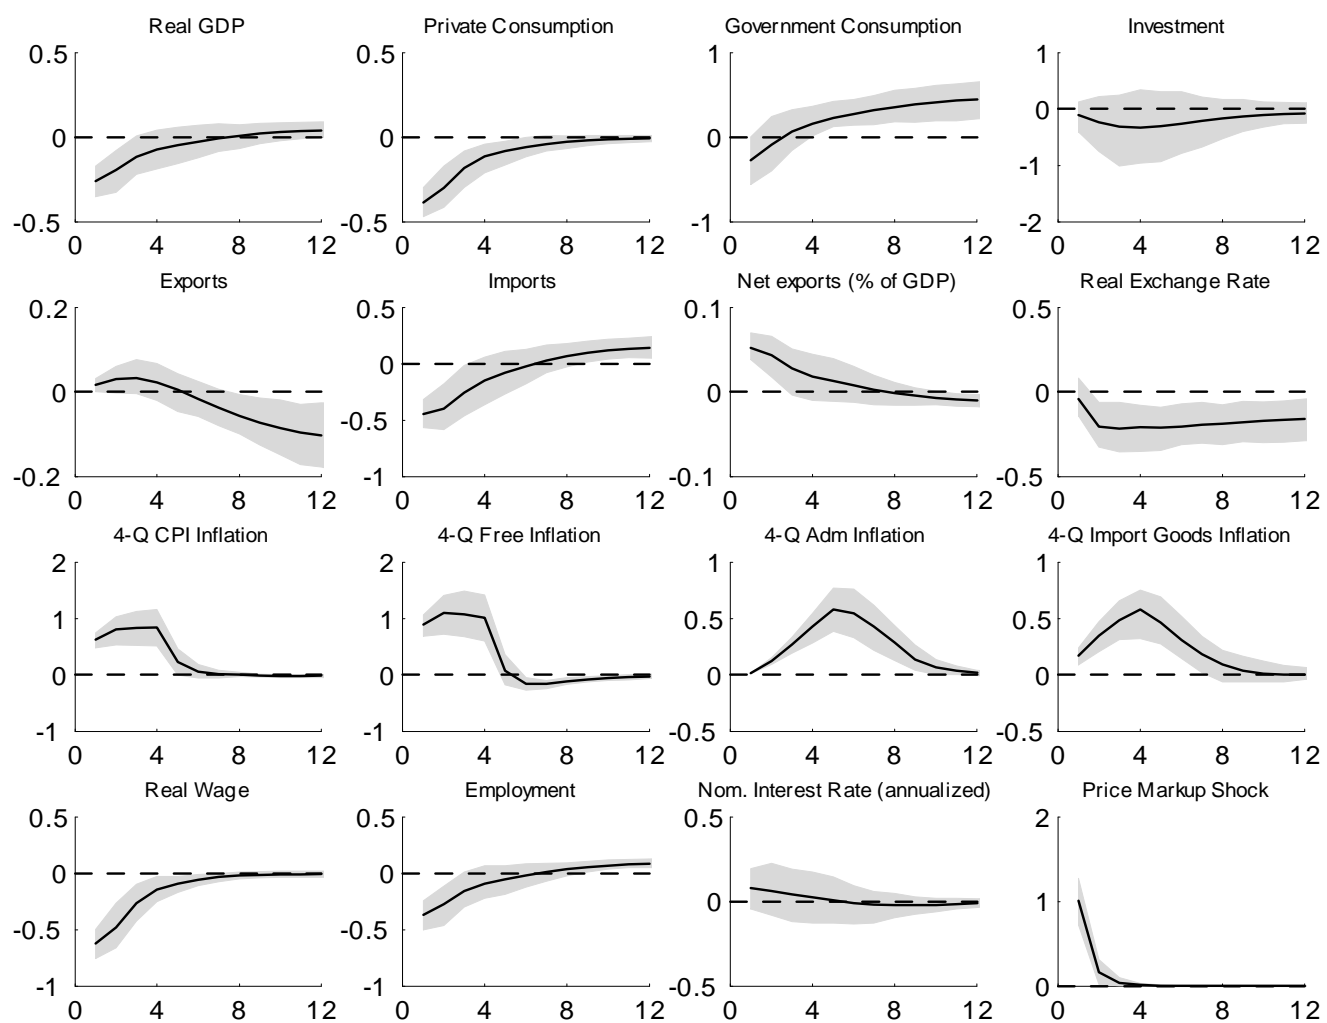 Real GDP Private Consumption Government Consumption Investment
0.5 0.5 1 1
0 0 0 0
-1
-0.5 -0.5 -1 -2
0 4 8 12 0 4 8 12 0 4 8 12 0 4 8 12
Exports Imports Net exports (% of GDP) Real Exchange Rate
0.2 0.5 0.1 0.5
0
0 0 0
-0.5
-0.2 -1 -0.1 -0.5
0 4 8 12 0 4 8 12 0 4 8 12 0 4 8 12
4-Q CPI Inflation 4-Q Free Inflation 4-Q Adm Inflation 4-Q Import Goods Inflation
2 2 1 1
1 1 0.5 0.5
0 0 0 0
-1 -1 -0.5 -0.5
0 4 8 12 0 4 8 12 0 4 8 12 0 4 8 12
Real Wage Employment Nom. Interest Rate (annualized) Price Markup Shock
0.5 0.5 0.5 2
0 0
0 1
-0.5 -0.5
-1 -1 -0.5 0
0 4 8 12 0 4 8 12 0 4 8 12 0 4 8 12